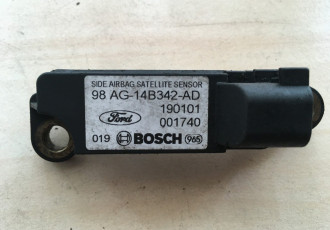 SIDE AIRBAG SATELLITE SENSOR
98 AG-14B342-AD
190101
Ford 001740
019 BOSCH 965